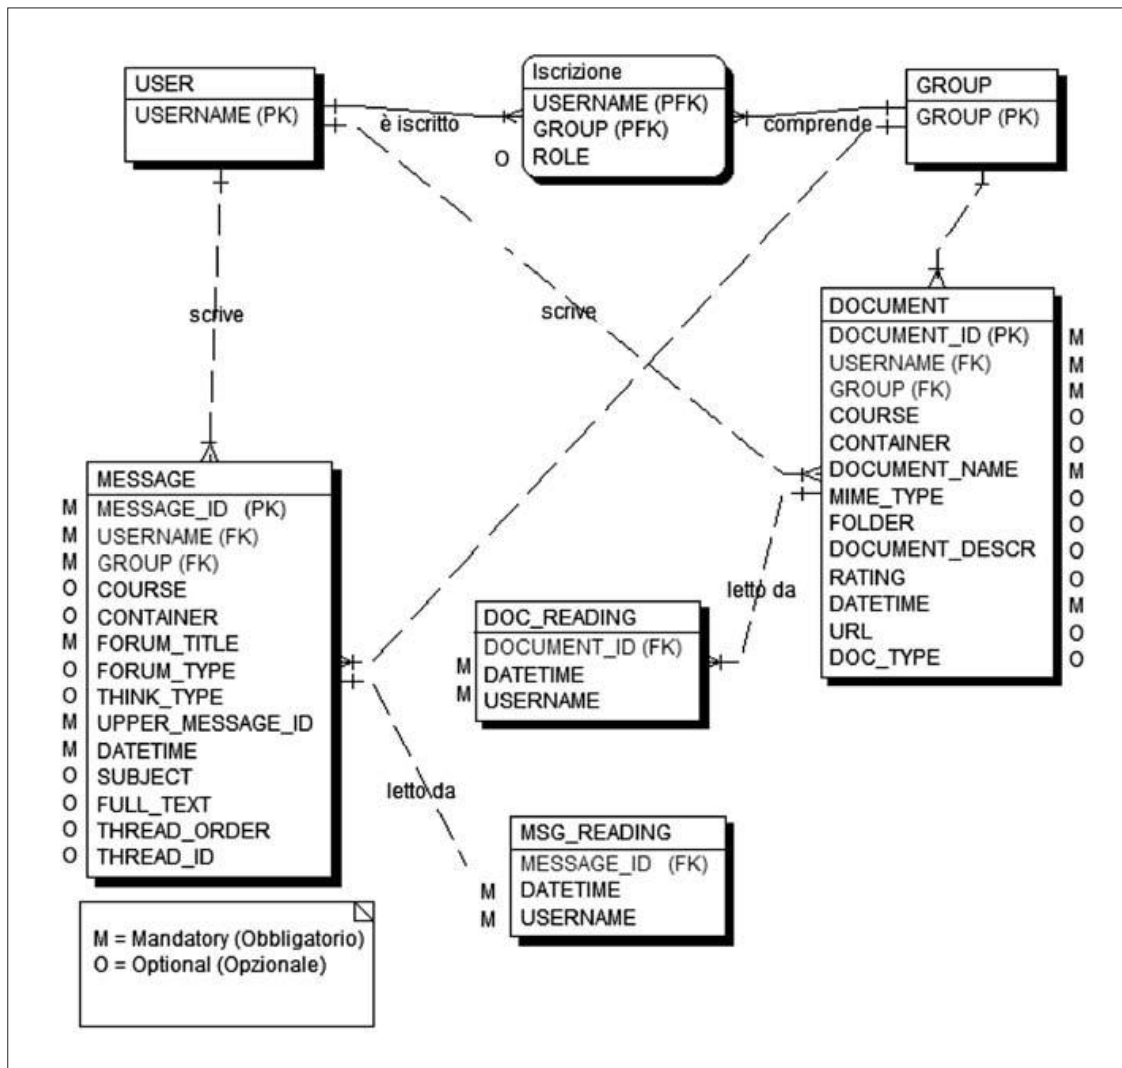 USER
USERNAME (PK)
Iscrizione
USERNAME (PFK)
GROUP (PFK)
O ROLE
GROUP
GROUP (PK)
è iscritto
comprende
scrive
scrive
DOCUMENT
DOCUMENT_ID (PK) M
USERNAME (FK) M
GROUP (FK) M
COURSE O
CONTAINER O
DOCUMENT_NAME M
MIME_TYPE O
FOLDER O
DOCUMENT_DESCR O
RATING O
DATETIME M
URL O
DOC_TYPE O
MESSAGE
M MESSAGE_ID (PK)
M USERNAME (FK)
M GROUP (FK)
O COURSE
O CONTAINER
M FORUM_TITLE
O FORUM_TYPE
O THINK_TYPE
M UPPER_MESSAGE_ID
M DATETIME
O SUBJECT
O FULL_TEXT
O THREAD_ORDER
O THREAD_ID
letto da
DOC_READING
DOCUMENT_ID (FK)
M DATETIME
M USERNAME
letto da
MSG_READING
MESSAGE_ID (FK)
M DATETIME
M USERNAME
M = Mandatory (Obbligatorio)
O = Optional (Opzionale)